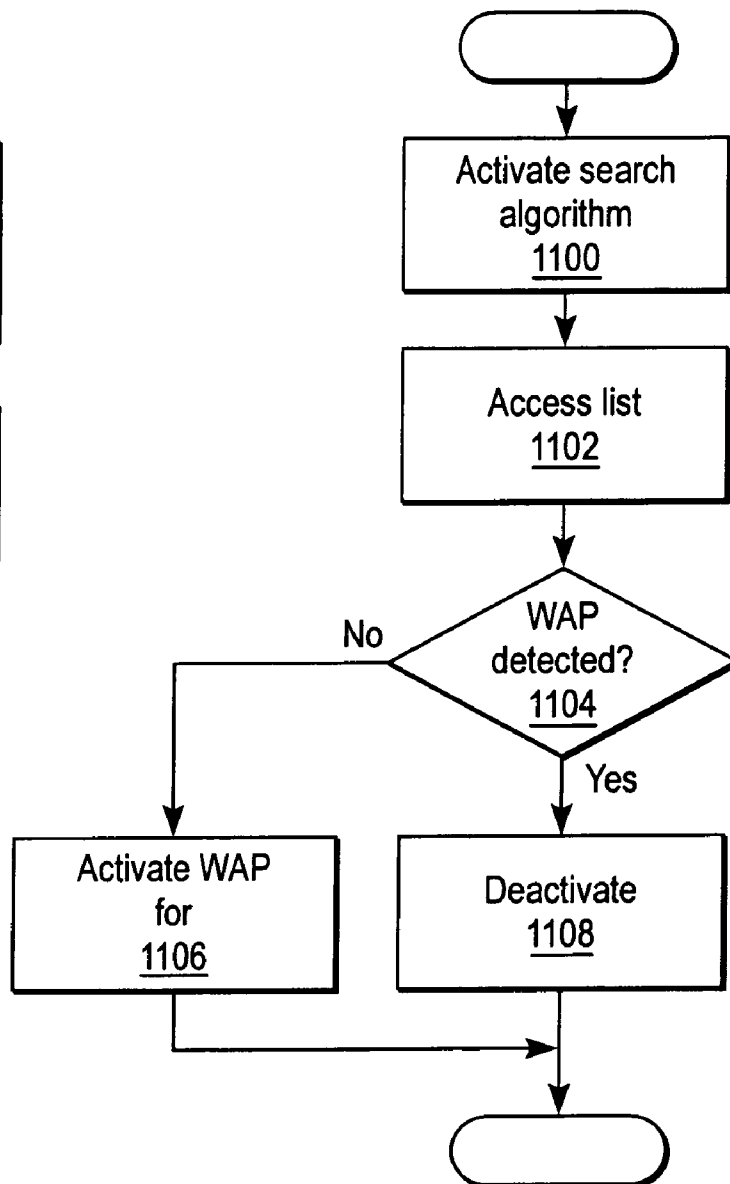 Activate search
algorithm
1100
Access list
1102
WAP
detected?
1104
No
Yes
Activate WAP
for
1106
Deactivate
1108